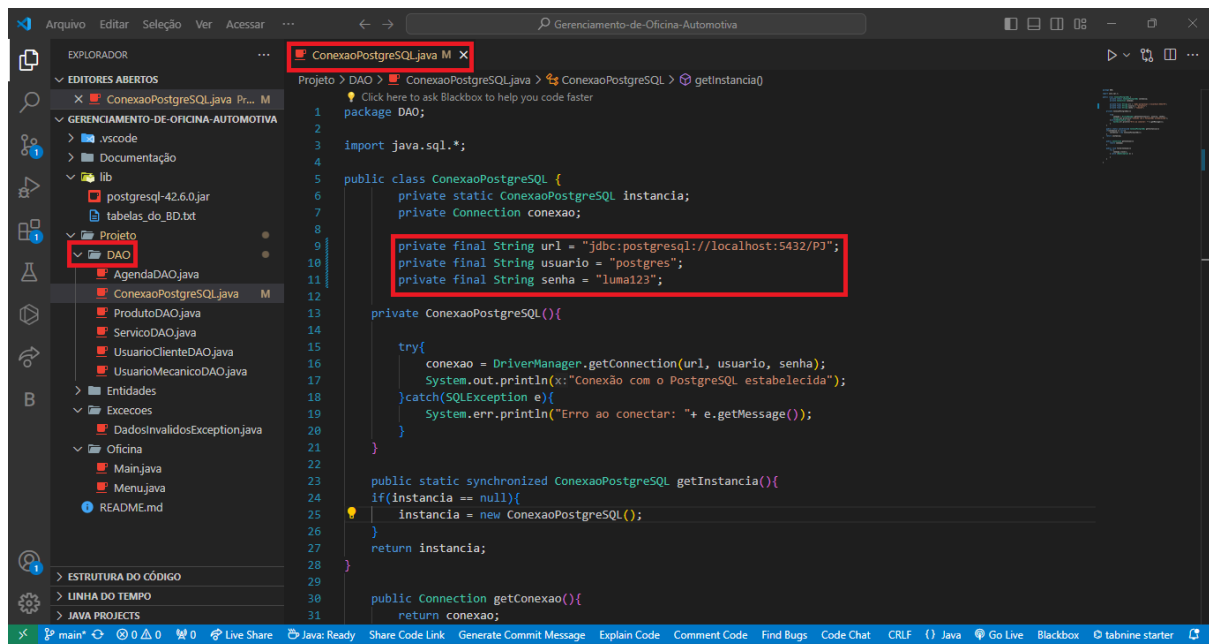 Arquivo Editar Seleção Ver Acessar ··· Gerenciamento-de-Oficina-Automotiva
EXPLORADOR ···
EDITORES ABERTOS
ConexaoPostgreSQL.java Pr... M
GERENCIAMENTO-DE-OFICINA-AUTOMOTIVA
.vscode
Documentação
lib
postgresql-42.6.0.jar
tabelas_do_BD.txt
Projeto
DAO
AgendaDAO.java
ConexaoPostgreSQL.java M
ProdutoDAO.java
ServicoDAO.java
UsuarioClienteDAO.java
UsuarioMecanicoDAO.java
Entidades
Excecoes
DadosInvalidosException.java
Oficina
Main.java
Menu.java
README.md
ESTRUTURA DO CÓDIGO
LINHA DO TEMPO
JAVA PROJECTS
ConexaoPostgreSQL.java M
Projeto > DAO > ConexaoPostgreSQL.java > ConexaoPostgreSQL > getInstancia()
Click here to ask Blackbox to help you code faster
1 package DAO;
2
3 import java.sql.*;
4
5 public class ConexaoPostgreSQL {
6 private static ConexaoPostgreSQL instancia;
7 private Connection conexao;
8
9 private final String url = "jdbc:postgresql://localhost:5432/PJ";
10 private final String usuario = "postgres";
11 private final String senha = "luma123";
12
13 private ConexaoPostgreSQL(){
14
15 try{
16 conexao = DriverManager.getConnection(url, usuario, senha);
17 System.out.println(x:"Conexão com o PostgreSQL estabelecida");
18 }catch(SQLException e){
19 System.err.println("Erro ao conectar: "+ e.getMessage());
20 }
21 }
22
23 public static synchronized ConexaoPostgreSQL getInstancia(){
24 if(instancia == null){
25 instancia = new ConexaoPostgreSQL();
26 }
27 return instancia;
28 }
29
30 public Connection getConexao(){
31 return conexao;
main* 0 0 0 Live Share Java: Ready Share Code Link Generate Commit Message Explain Code Comment Code Find Bugs Code Chat CRLF {} Java Go Live Blackbox tabnine starter